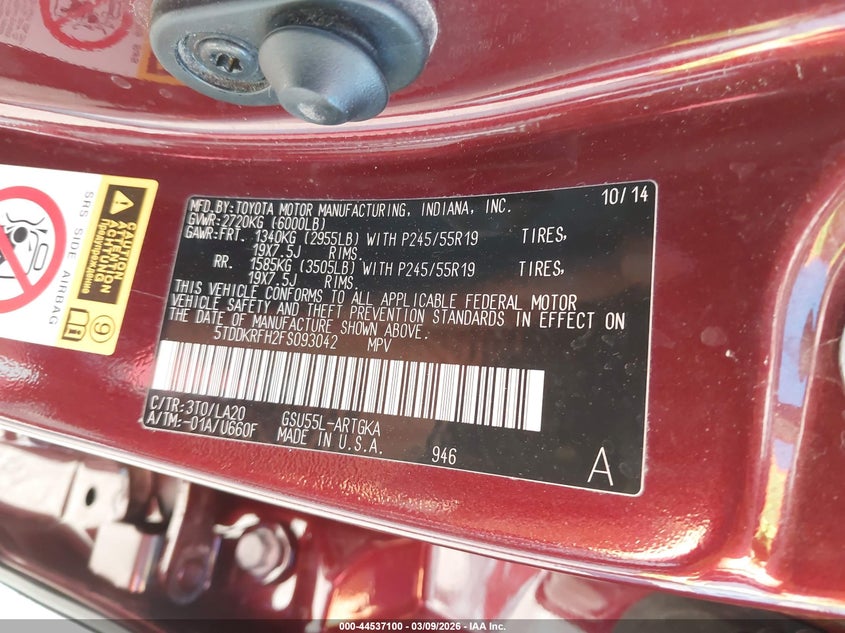 MFD.BY:TOYOTA MOTOR MANUFACTURING, INDIANA, INC. 10/14
GVWR:2720KG (6000LB)
GAWR:FRT. 1340KG (2955LB) WITH P245/55R19 TIRES,
19X7.5J RIMS.
RR. 1585KG (3505LB) WITH P245/55R19 TIRES,
19X7.5J RIMS.
THIS VEHICLE CONFORMS TO ALL APPLICABLE FEDERAL MOTOR
VEHICLE SAFETY AND THEFT PREVENTION STANDARDS IN EFFECT ON
THE DATE OF MANUFACTURE SHOWN ABOVE.
5TDDKRFH2FS093042 MPV
C/TR:3T0/LA20 GSU55L-ARTGKA
A/TM:-01A/U660F MADE IN U.S.A. 946
A
CAUTION
ATTENTION
ACHTUNG
Предупреждение
SRS SIDE AIRBAG
9
000-44537100 - 03/09/2026 - IAA Inc.